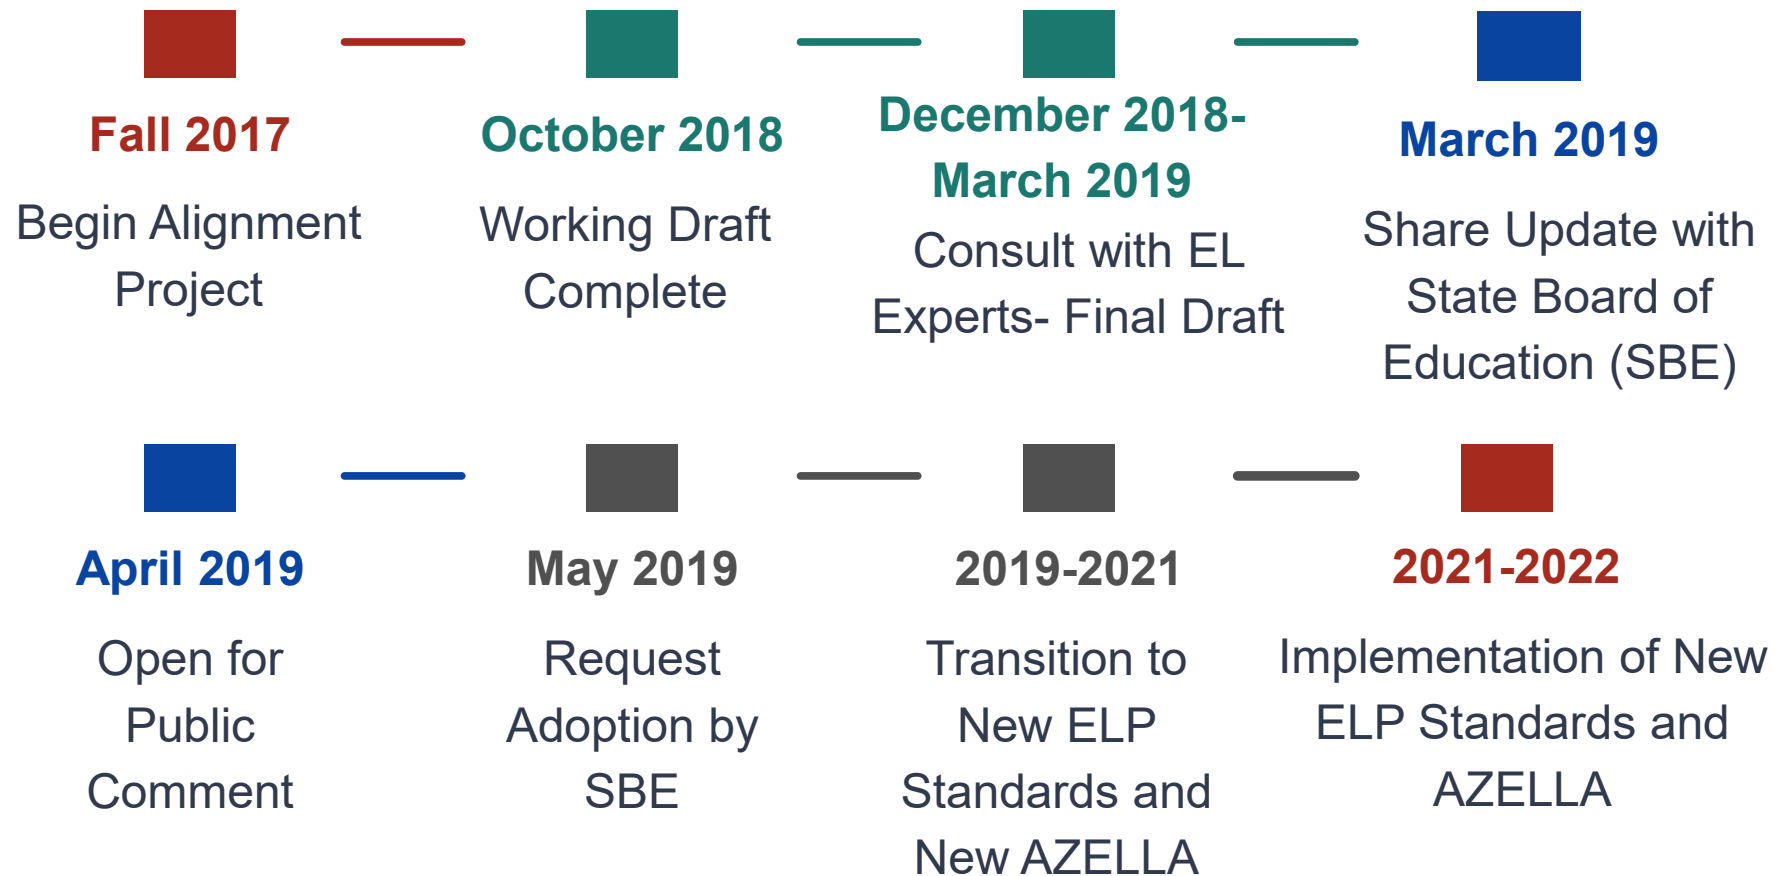 Fall 2017
Begin Alignment
Project
October 2018
Working Draft
Complete
December 2018-
March 2019
Consult with EL
Experts- Final Draft
March 2019
Share Update with
State Board of
Education (SBE)
April 2019
Open for
Public
Comment
May 2019
Request
Adoption by
SBE
2019-2021
Transition to
New ELP
Standards and
New AZELLA
2021-2022
Implementation of New
ELP Standards and
AZELLA